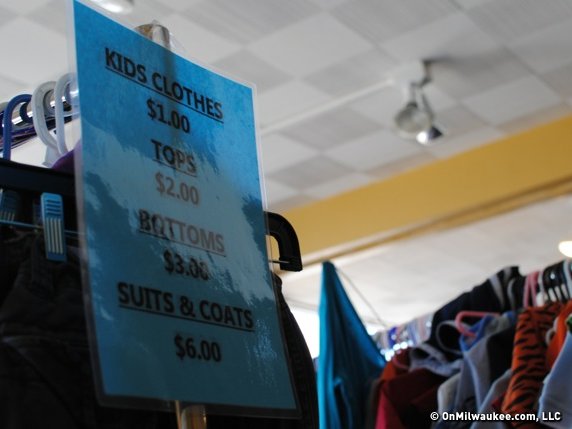 KIDS CLOTHES
$1.00
TOPS
$2.00
BOTTOMS
$3.00
SUITS & COATS
$6.00
©OnMilwaukee.com, LLC